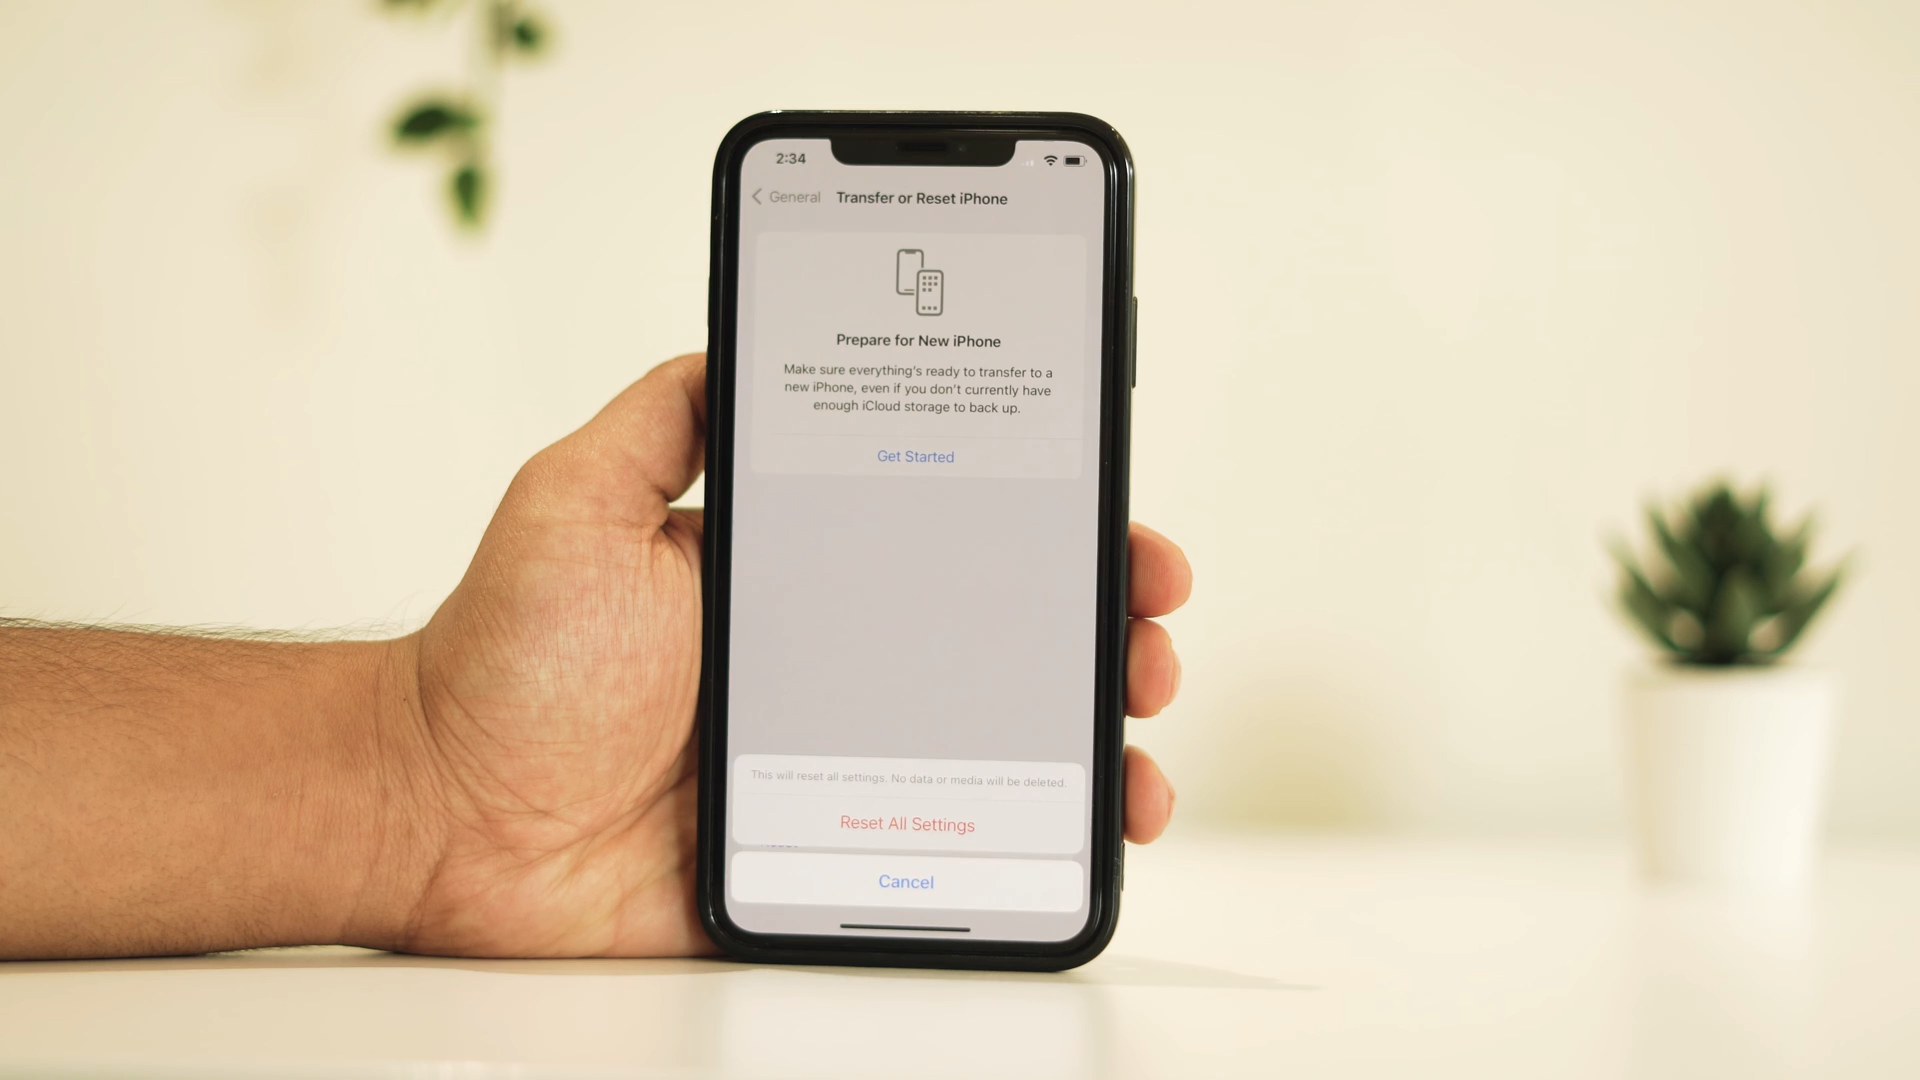 2:34
General Transfer or Reset iPhone
Prepare for New iPhone
Make sure everything's ready to transfer to a
new iPhone, even if you don't currently have
enough iCloud storage to back up.
Get Started
This will reset all settings. No data or media will be deleted.
Reset All Settings
Cancel